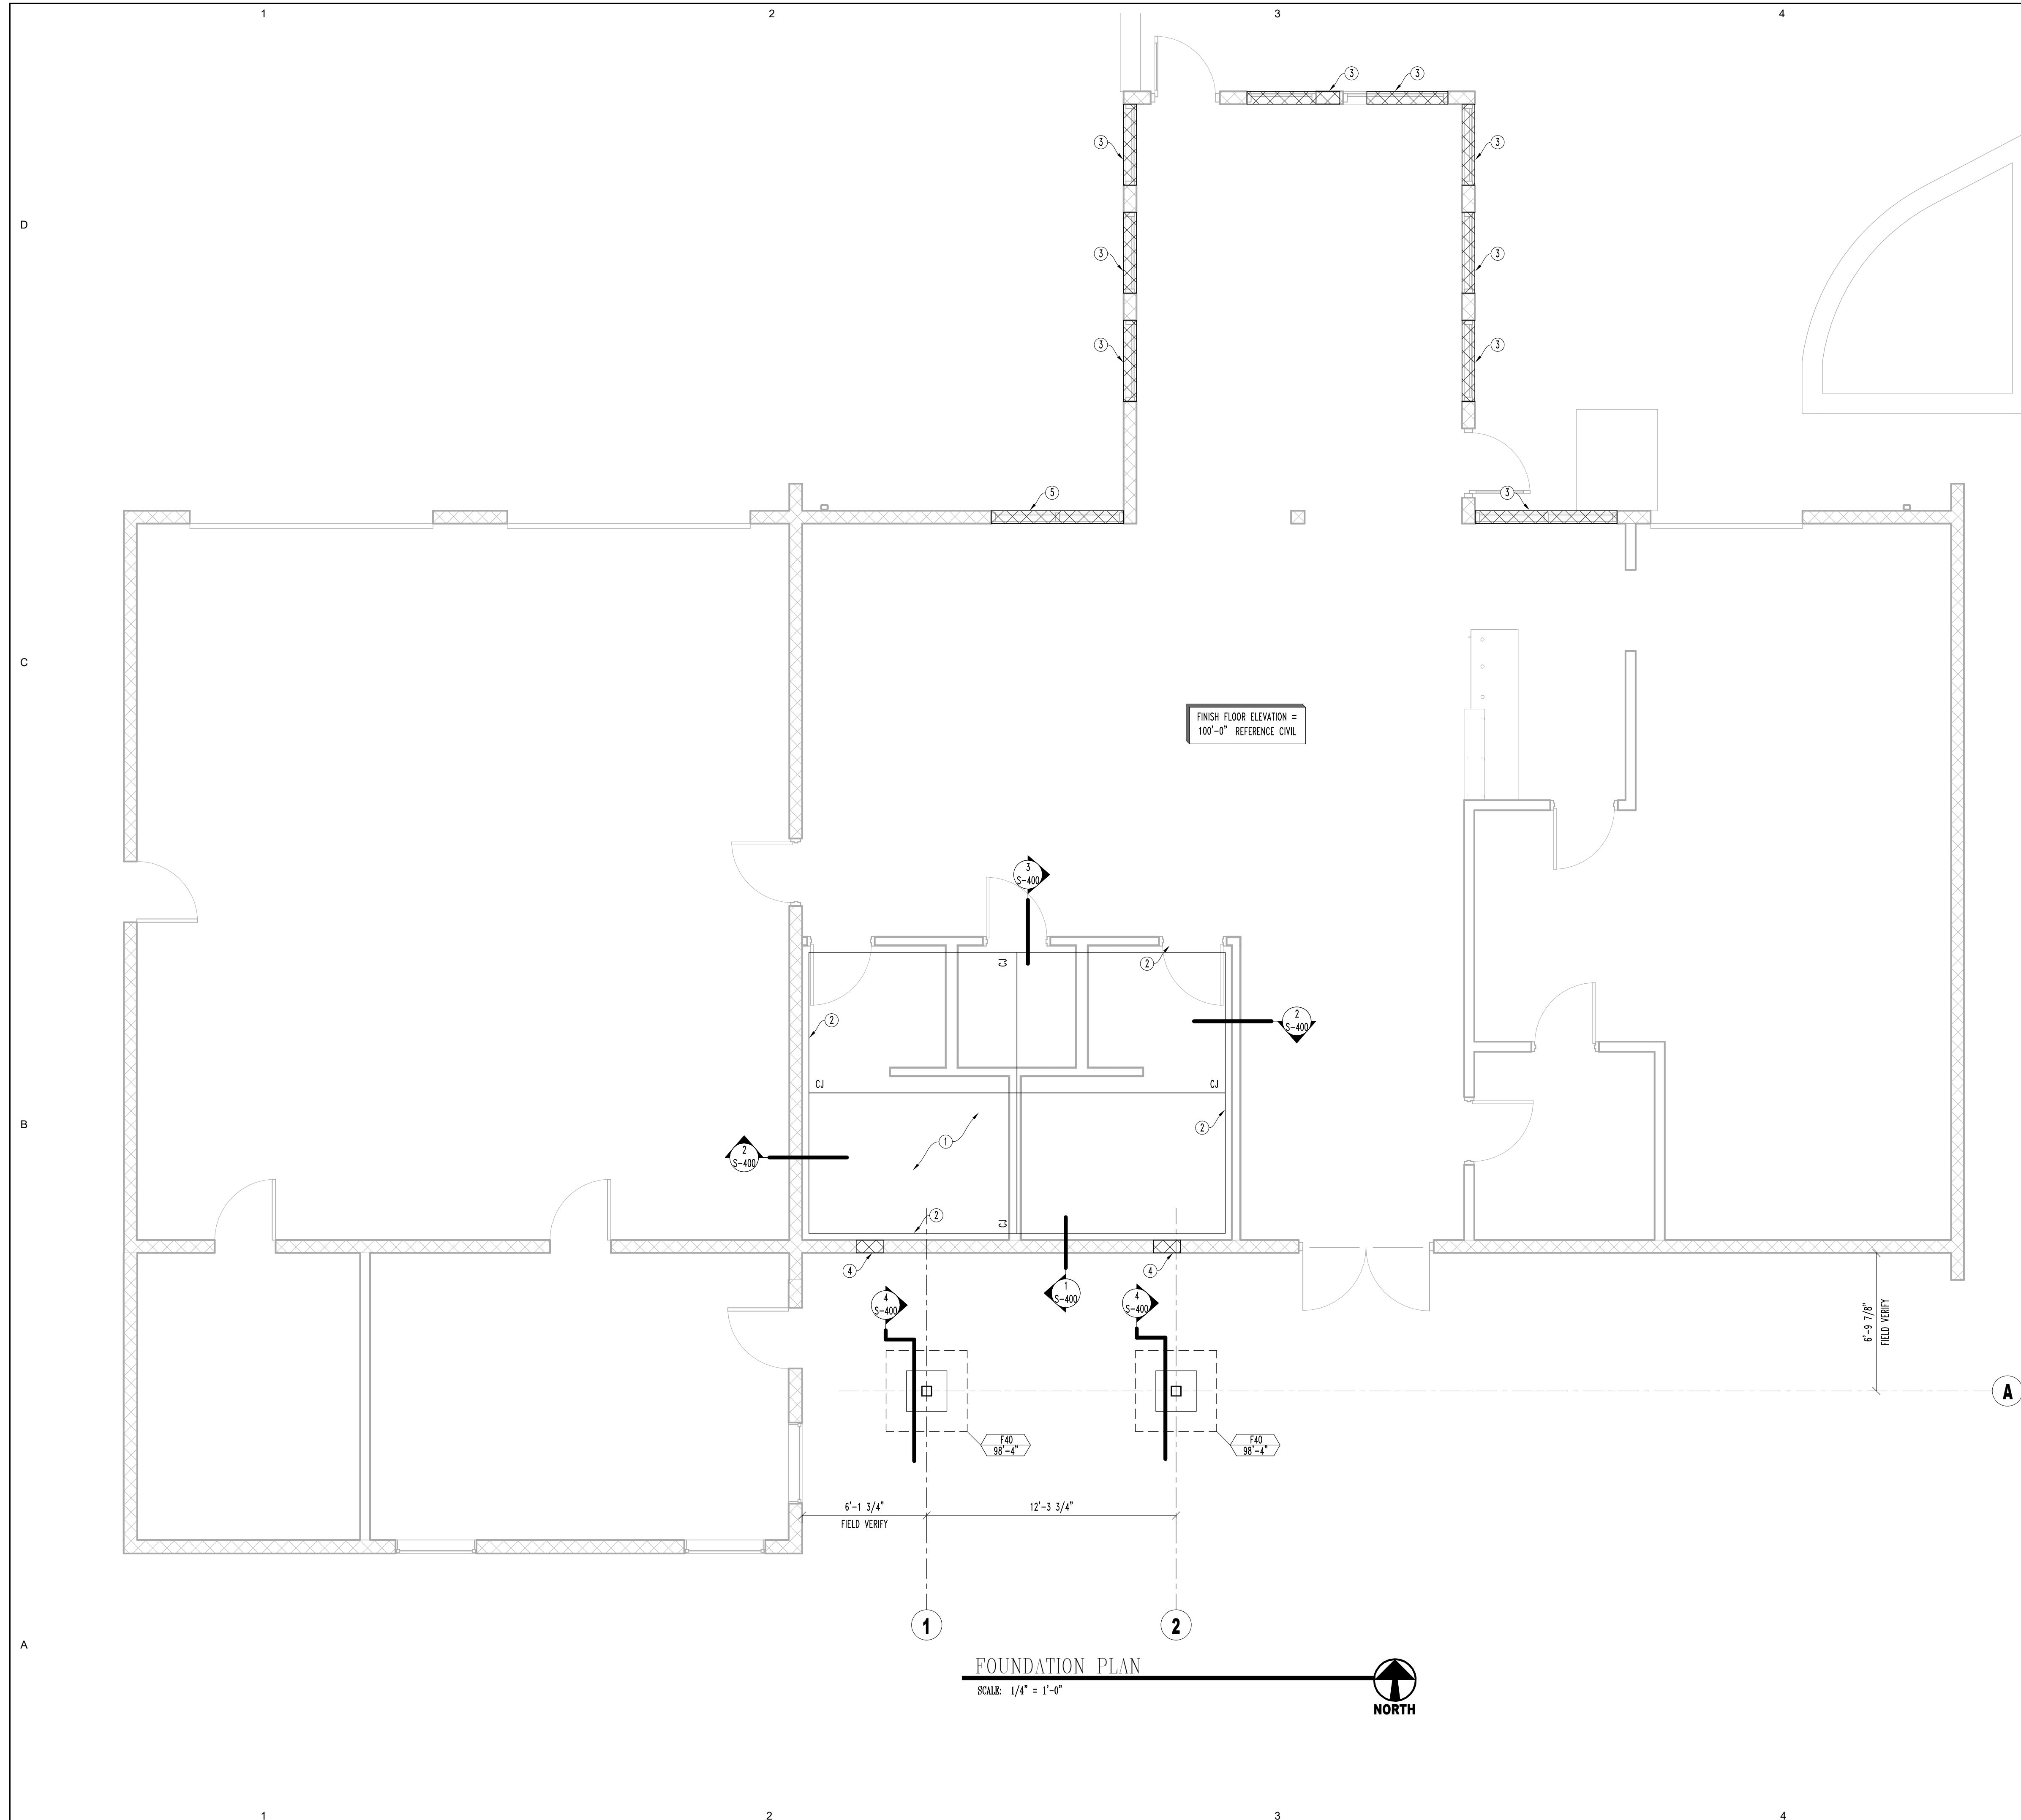 1 2 3 4
3 3
3 3
D
3 3
3 3
5 3
C
FINISH FLOOR ELEVATION =
100'-0" REFERENCE CIVIL
3
S-400
CJ
2
2
2
S-400
CJ CJ
B
2
1
2
S-400
2
CJ
4 4
1
S-400
4
S-400
4
S-400
6'-9 7/8"
FIELD VERIFY
A
F40
98'-4"
F40
98'-4"
6'-1 3/4"
FIELD VERIFY
12'-3 3/4"
1 2
A
FOUNDATION PLAN
SCALE: 1/4" = 1'-0"
NORTH
1 2 3 4